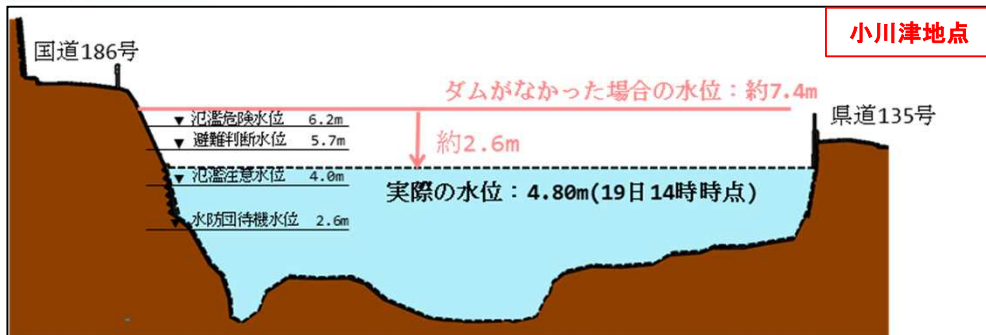 小川津地点
国道186号
ダムがなかった場合の水位：約7.4m
県道135号
▼ 氾濫危険水位 6.2m
▼ 避難判断水位 5.7m
約2.6m
▼ 氾濫注意水位 4.0m
実際の水位：4.80m(19日14時時点)
▼ 水防団待機水位 2.6m